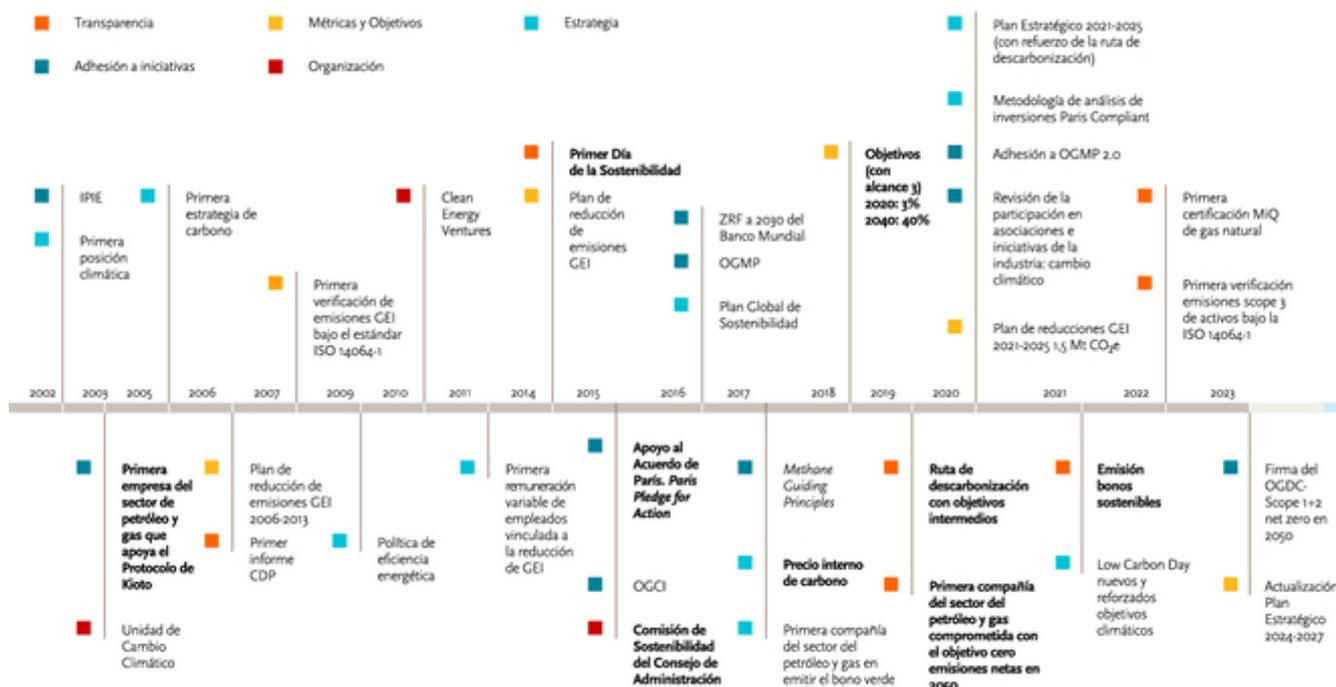 Transparencia
Métricas y Objetivos
Estrategia
Adhesión a iniciativas
Organización
IPIE
Primera
posición
climática
Primera
estrategia de
carbono
Primera
verificación de
emisiones GEI
bajo el estándar
ISO 14064-1
Clean
Energy
Ventures
Primer Día
de la Sostenibilidad
Plan de
reducción
de
emisiones
GEI
ZRF a 2030 del
Banco Mundial
OGMP
Plan Global de
Sostenibilidad
Objetivos
(con
alcance 3)
2020: 3%
2040: 40%
Plan Estratégico 2021-2025
(con refuerzo de la ruta de
descarbonización)
Metodología de análisis de
inversiones Paris Compliant
Adhesión a OGMP 2.0
Revisión de la
participación en
asociaciones e
iniciativas de la
industria: cambio
climático
Plan de reducciones GEI
2021-2025 1,5 Mt CO₂e
Primera
certificación MiQ
de gas natural
Primera verificación
emisiones scope 3
de activos bajo la
ISO 14064-1
2002 2003 2005 2006 2007 2009 2010 2011 2014 2015 2016 2017 2018 2019 2020 2021 2022 2023
Primera
empresa del
sector de
petróleo y
gas que
apoya el
Protocolo de
Kioto
Unidad de
Cambio
Climático
Plan de
reducción de
emisiones GEI
2006-2013
Primer
informe
CDP
Política de
eficiencia
energética
Primera
remuneración
variable de
empleados
vinculada a
la reducción
de GEI
Apoyo al
Acuerdo de
París. París
Pledge for
Action
OGCI
Comisión de
Sostenibilidad
del Consejo de
Administración
Methane
Guiding
Principles
Precio interno
de carbono
Primera compañía
del sector del
petróleo y gas en
emitir el bono verde
Ruta de
descarbonización
con objetivos
intermedios
Primera compañía
del sector del
petróleo y gas
comprometida con
el objetivo cero
emisiones netas en
2050
Emisión
bonos
sostenibles
Low Carbon Day
nuevos y
reforzados
objetivos
climáticos
Firma del
OGDC-
Scope 1+2
net zero en
2050
Actualización
Plan
Estratégico
2024-2027